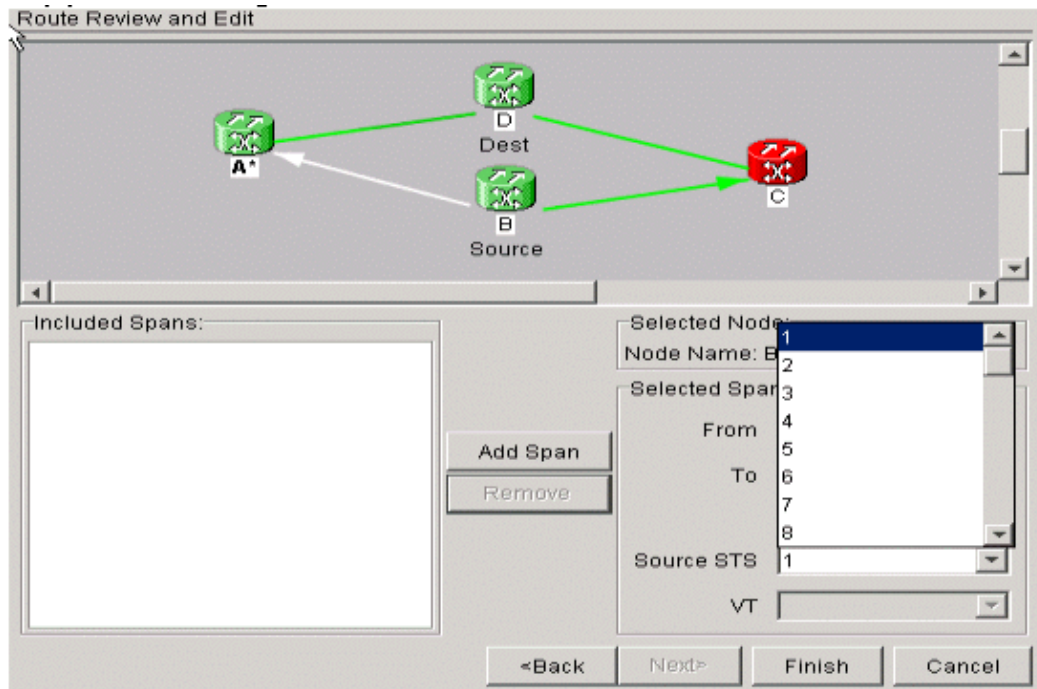 Route Review and Edit
D
Dest
A*
C
B
Source
Included Spans:
Selected Node:
Node Name: B
Selected Span
From
To
1
2
3
4
5
6
7
8
Add Span
Remove
Source STS 1
VT
<Back
Next>
Finish
Cancel